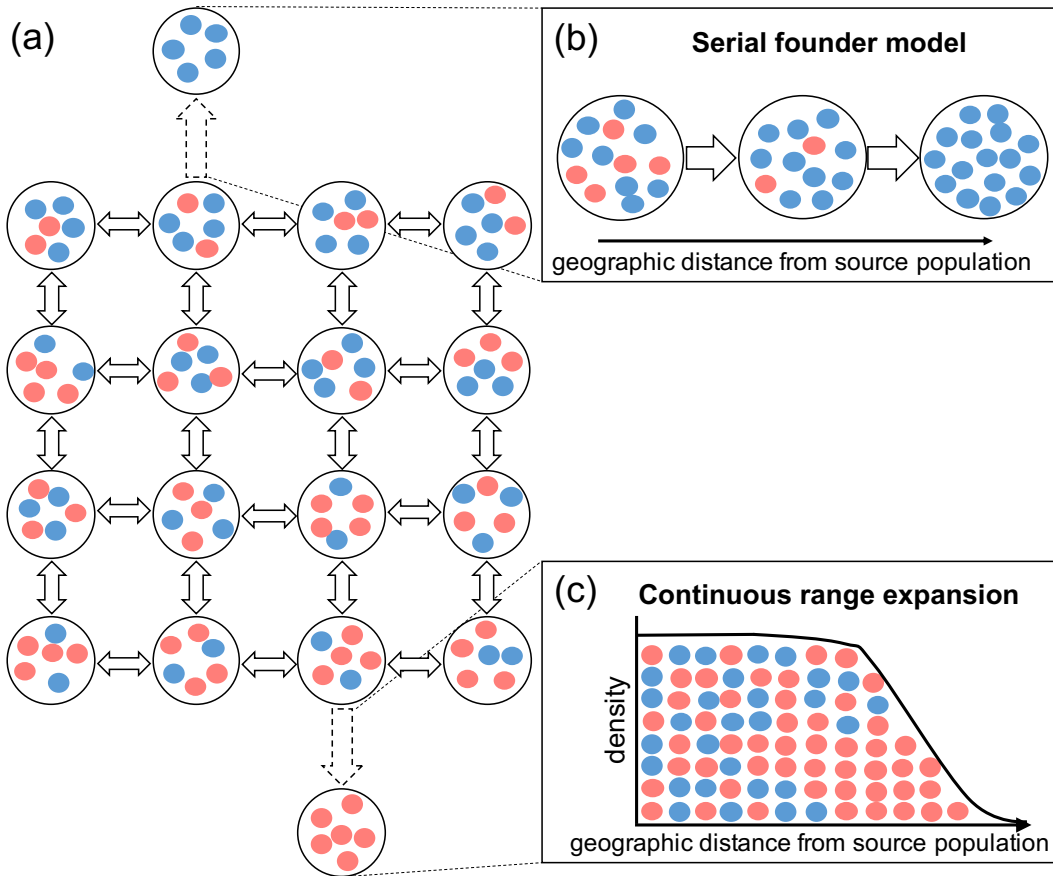 (a)
(b)
Serial founder model
geographic distance from source population
(c)
Continuous range expansion
density
geographic distance from source population